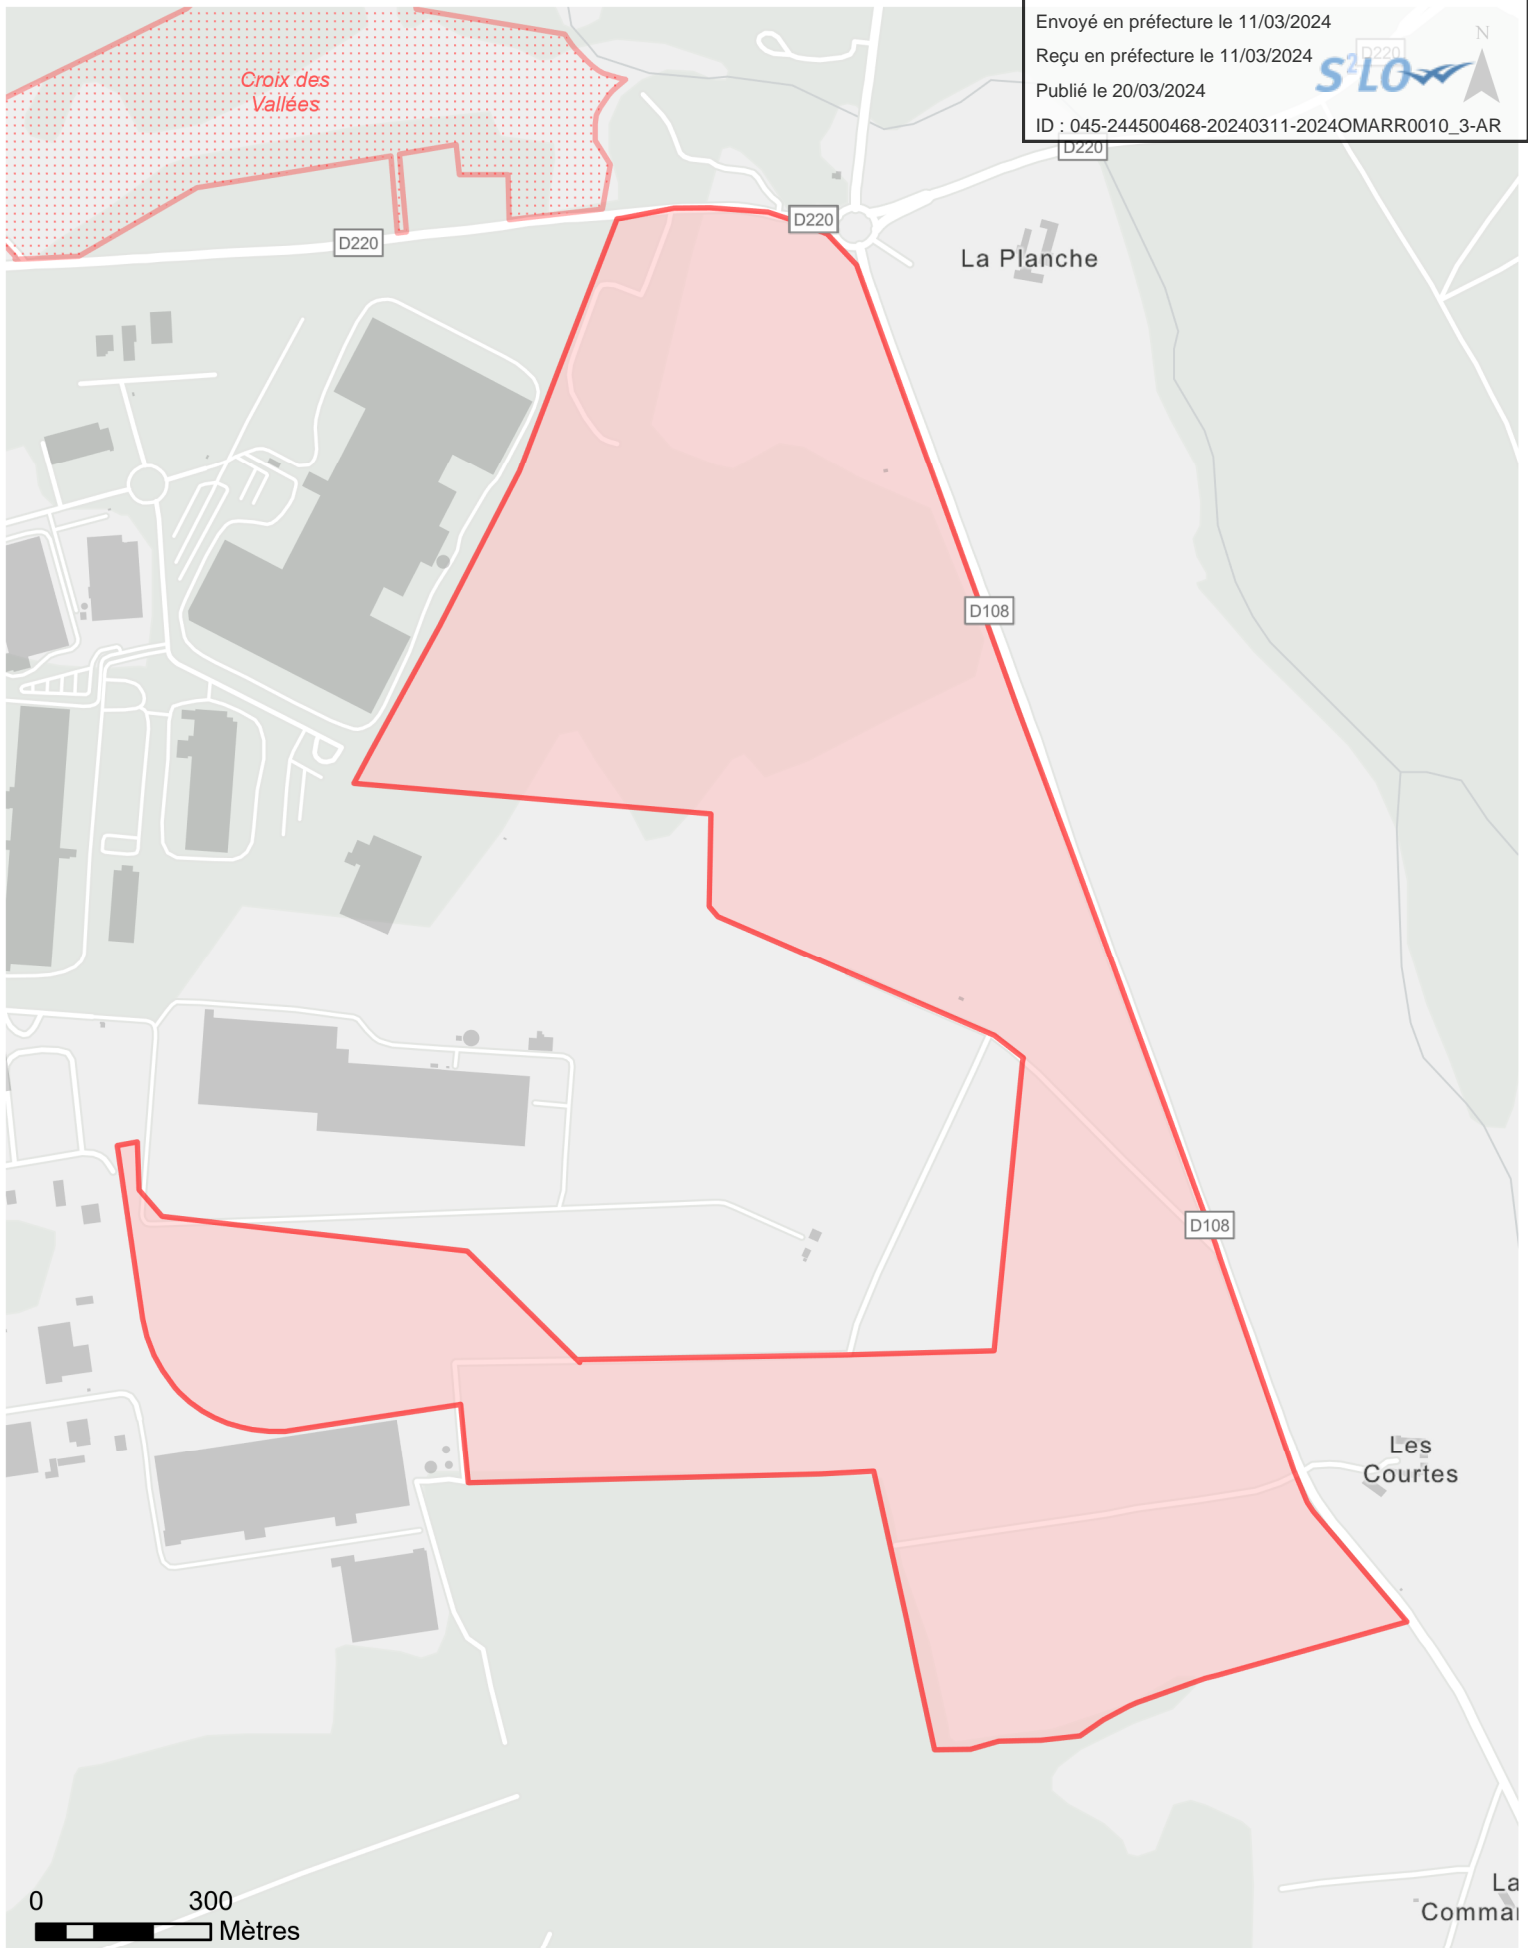 Envoyé en préfecture le 11/03/2024
Reçu en préfecture le 11/03/2024
Publié le 20/03/2024
ID : 045-244500468-20240311-2024OMARR0010_3-AR
S²LO
D220
N
Croix des
Vallées
D220
D220
D220
La Planche
D108
D108
Les
Courtes
La
Comma
0 300
Mètres